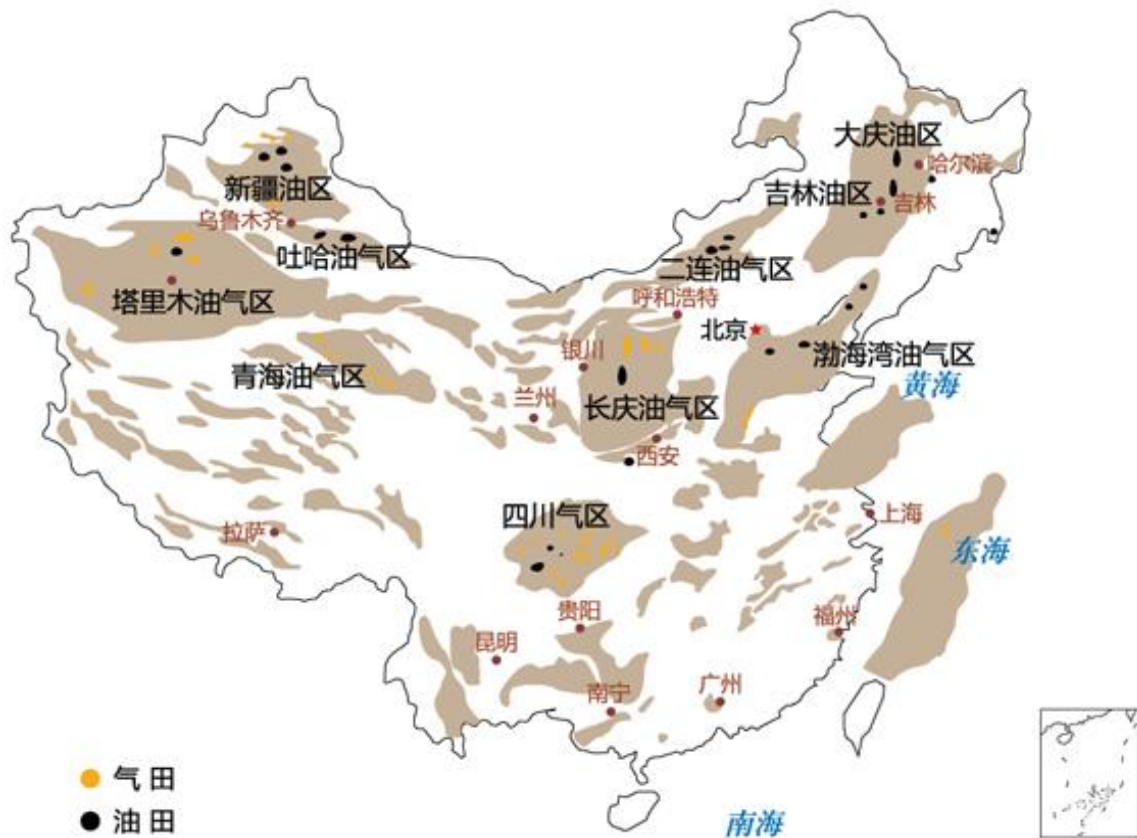 大庆油区
哈尔滨
新疆油区
吉林油区
吉林
乌鲁木齐
吐哈油气区
二连油气区
塔里木油气区
呼和浩特
北京
渤海湾油气区
银川
青海油气区
黄海
兰州
长庆油气区
西安
四川气区
上海
拉萨
东海
贵阳
福州
昆明
南宁
广州
气田
油田
南海